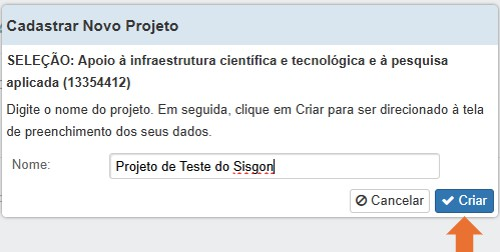 Cadastrar Novo Projeto
SELEÇÃO: Apoio à infraestrutura científica e tecnológica e à pesquisa
aplicada (13354412)
Digite o nome do projeto. Em seguida, clique em Criar para ser direcionado à tela
de preenchimento dos seus dados.
Nome: Projeto de Teste do Sisgon
Cancelar Criar